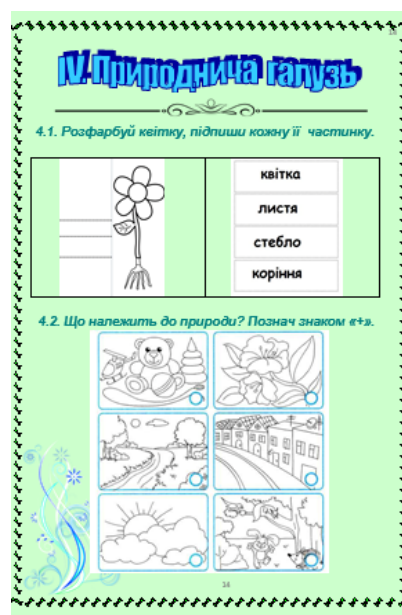 IV. Природнича галузь
4.1. Розфарбуй квітку, підпиши кожну її частинку.
квітка
листя
стебло
коріння
4.2. Що належить до природи? Познач знаком «+».
14